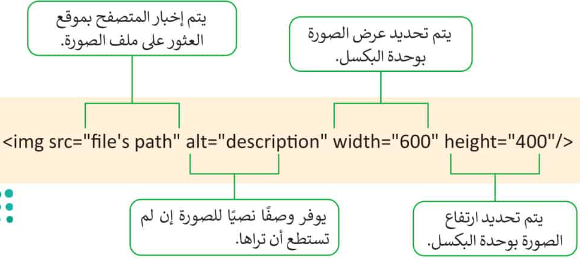 يتم إخبار المتصفح بموقع
العثور على ملف الصورة.
يتم تحديد عرض الصورة
بوحدة البكسل.
<img src="file's path" alt="description" width="600" height="400"/>
يوفر وصفًا نصيًا للصورة إن لم
تستطع أن تراها.
يتم تحديد ارتفاع
الصورة بوحدة البكسل.